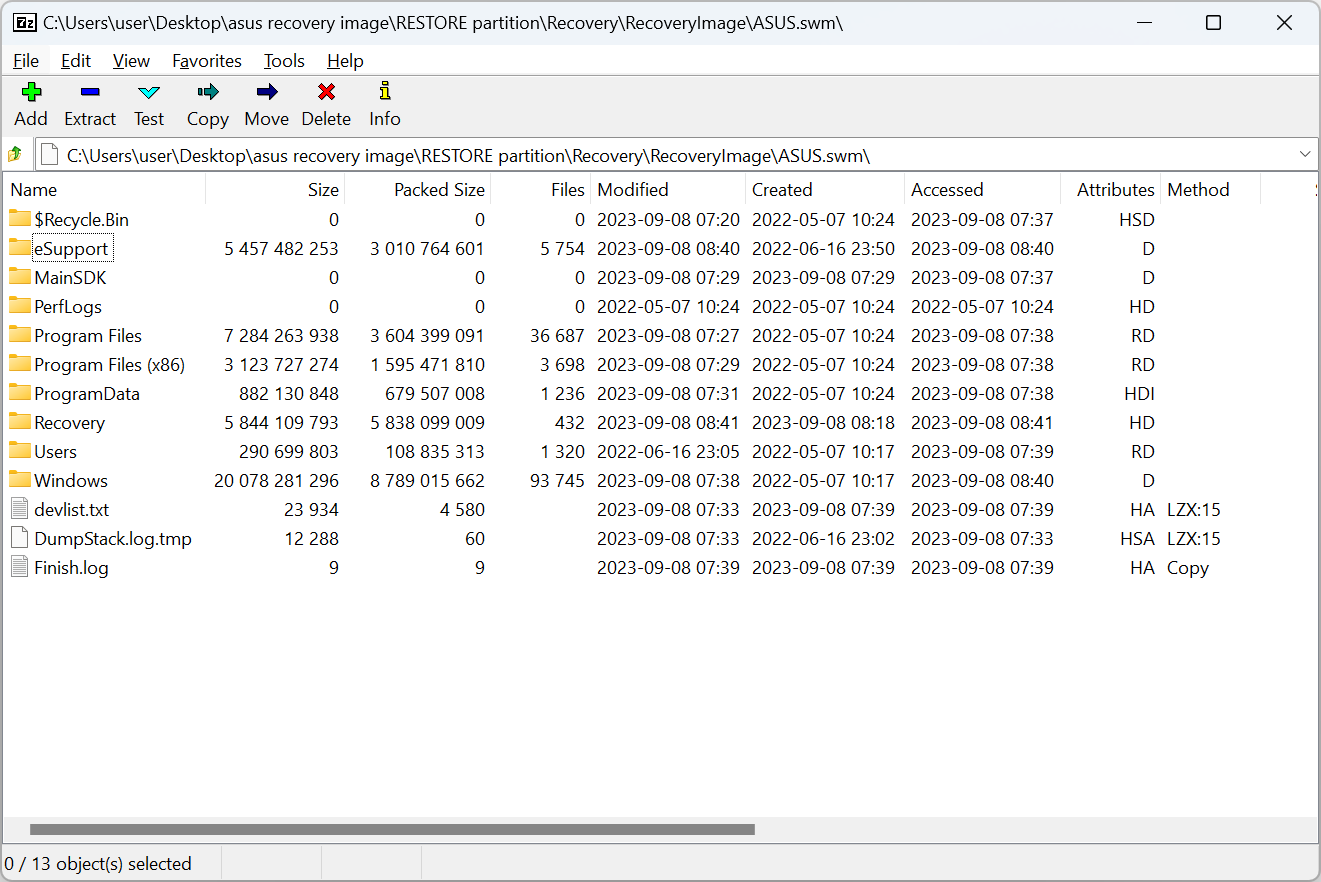 7z C:\Users\user\Desktop\asus recovery image\RESTORE partition\Recovery\RecoveryImage\ASUS.swm\
File Edit View Favorites Tools Help
Add Extract Test Copy Move Delete Info
C:\Users\user\Desktop\asus recovery image\RESTORE partition\Recovery\RecoveryImage\ASUS.swm\
Name Size Packed Size Files Modified Created Accessed Attributes Method
$Recycle.Bin 0 0 0 2023-09-08 07:20 2022-05-07 10:24 2023-09-08 07:37 HSD
eSupport 5 457 482 253 3 010 764 601 5 754 2023-09-08 08:40 2022-06-16 23:50 2023-09-08 08:40 D
MainSDK 0 0 0 2023-09-08 07:29 2023-09-08 07:29 2023-09-08 07:37 D
PerfLogs 0 0 0 2022-05-07 10:24 2022-05-07 10:24 2022-05-07 10:24 HD
Program Files 7 284 263 938 3 604 399 091 36 687 2023-09-08 07:27 2022-05-07 10:24 2023-09-08 07:38 RD
Program Files (x86) 3 123 727 274 1 595 471 810 3 698 2023-09-08 07:29 2022-05-07 10:24 2023-09-08 07:38 RD
ProgramData 882 130 848 679 507 008 1 236 2023-09-08 07:31 2022-05-07 10:24 2023-09-08 07:38 HDI
Recovery 5 844 109 793 5 838 099 009 432 2023-09-08 08:41 2023-09-08 08:18 2023-09-08 08:41 HD
Users 290 699 803 108 835 313 1 320 2022-06-16 23:05 2022-05-07 10:17 2023-09-08 07:39 RD
Windows 20 078 281 296 8 789 015 662 93 745 2023-09-08 07:38 2022-05-07 10:17 2023-09-08 08:40 D
devlist.txt 23 934 4 580 2023-09-08 07:33 2023-09-08 07:39 2023-09-08 07:39 HA LZX:15
DumpStack.log.tmp 12 288 60 2023-09-08 07:33 2022-06-16 23:02 2023-09-08 07:33 HSA LZX:15
Finish.log 9 9 2023-09-08 07:39 2023-09-08 07:39 2023-09-08 07:39 HA Copy
0 / 13 object(s) selected